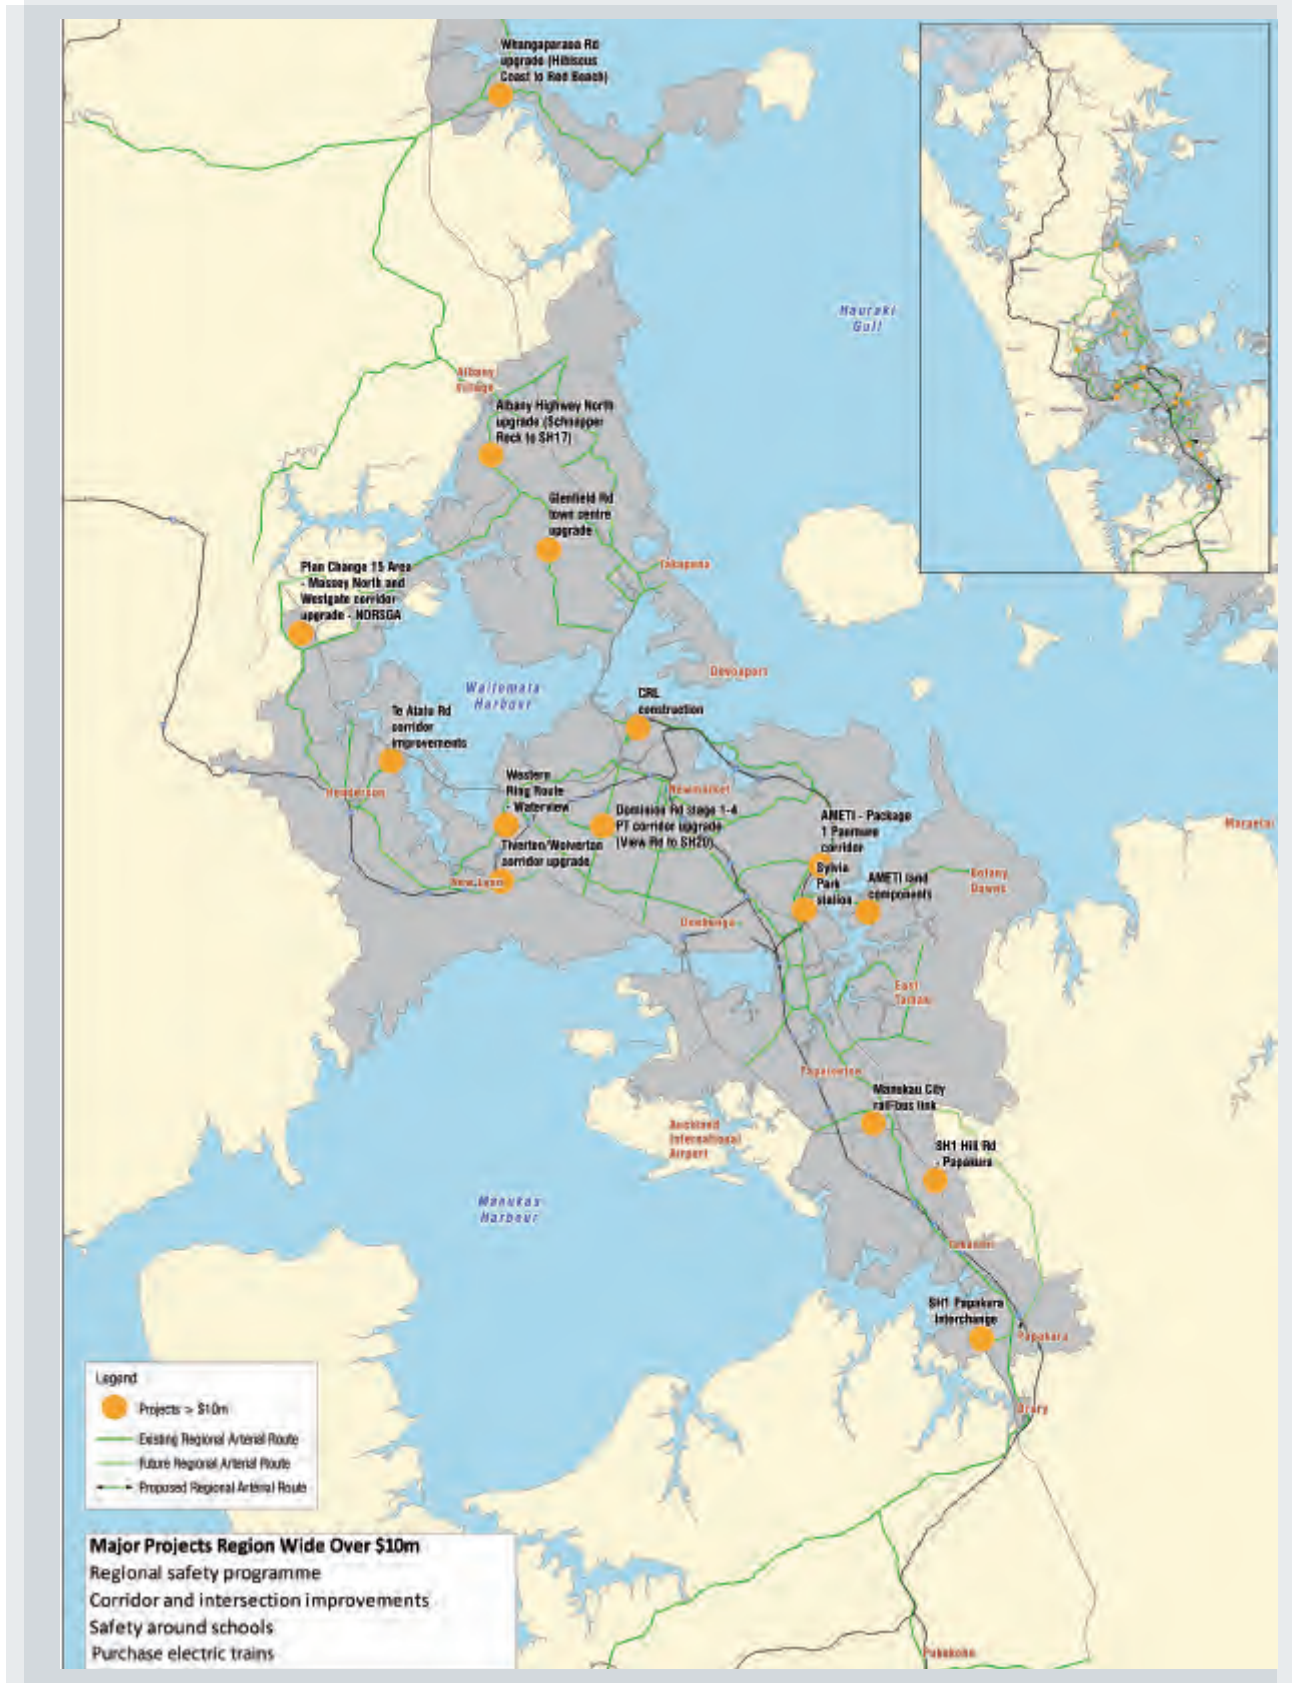 Whangaparaoa Rd
upgrade (Hibiscus
Coast to Red Beach)
Hauraki
Gulf
Albany
Village
Albany Highway North
upgrade (Schnapper
Rock to SH17)
Glenfield Rd
town centre
upgrade
Takapuna
Plan Change 15 Area
- Massey North and
Westgate corridor
upgrade - NORSGA
Devonport
Waitemata
Harbour
CRL
construction
Te Atatu Rd
corridor
improvements
Henderson
Western
Ring Route
- Waterview
Newmarket
Dominion Rd stage 1-4
PT corridor upgrade
(View Rd to SH20)
AMETI - Package
1 Panmure
corridor
Maraetai
Tiverton/Wolverton
corridor upgrade
New Lynn
Sylvia
Park
station
AMETI land
components
Botany
Downs
Onehunga
East
Tamaki
Papatoetoe
Manukau City
rail/bus link
Auckland
International
Airport
SH1 Hill Rd
- Papakura
Manukau
Harbour
Takanini
SH1 Papakura
interchange
Papakura
Drury
Legend
Projects > $10m
Existing Regional Arterial Route
Future Regional Arterial Route
Proposed Regional Arterial Route
Major Projects Region Wide Over $10m
Regional safety programme
Corridor and intersection improvements
Safety around schools
Purchase electric trains
Pukekohe